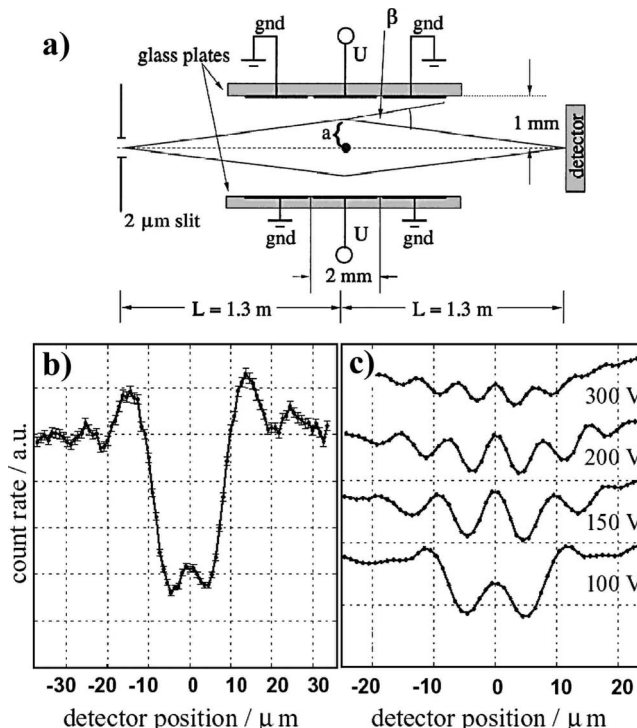 a)
gnd
U
β
gnd
glass plates
a
1 mm
detector
2 μm slit
gnd
U
gnd
2 mm
L = 1.3 m
L = 1.3 m
b)
c)
300 V
200 V
150 V
100 V
count rate / a.u.
-30 -20 -10 0 10 20 30
-20 -10 0 10 20
detector position / μm
detector position / μm